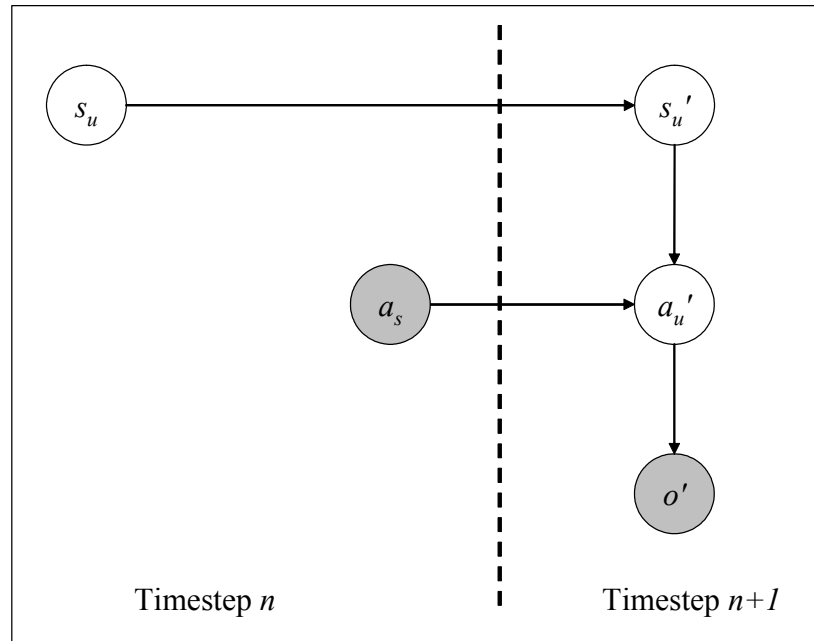 s_u s_u′
a_s a_u′
o′
Timestep n Timestep n+1